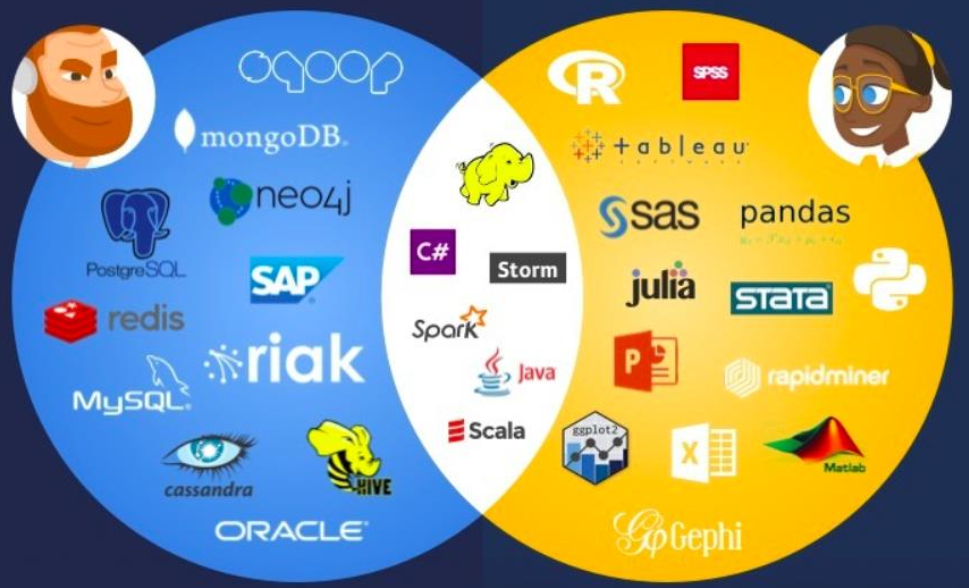 sqoop
mongoDB.
neo4j
PostgreSQL
SAP
redis
riak
MySQL.
cassandra
HIVE
ORACLE
C#
Storm
Spark
Java
Scala
R
SPSS
+ a b | e a u
S O F T W A R E
sas
pandas
julia
STATA
P
rapidminer
ggplot2
X
Matlab
Gephi